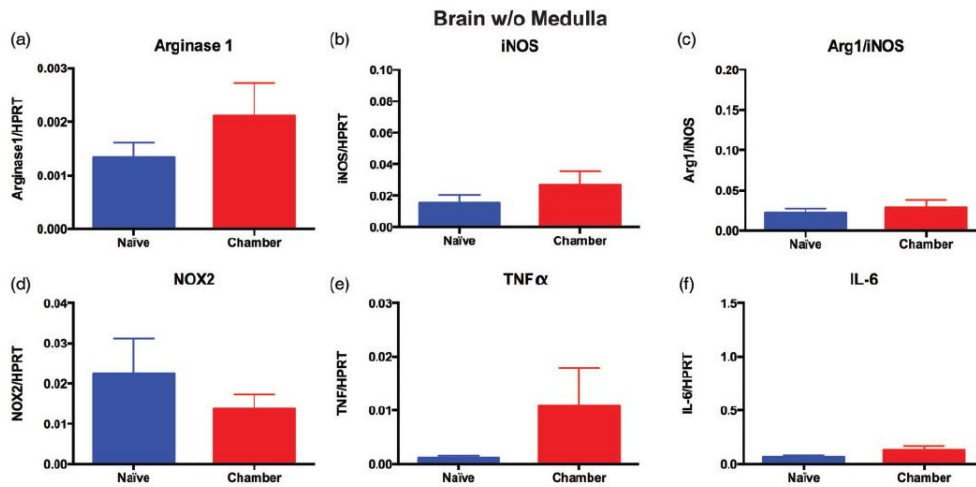 Brain w/o Medulla
(a)
Arginase 1
Arginase1/HPRT
0.003
0.002
0.001
0.000
Naïve
Chamber
(b)
iNOS
iNOS/HPRT
0.10
0.08
0.06
0.04
0.02
0.00
Naïve
Chamber
(c)
Arg1/iNOS
Arg1/iNOS
0.20
0.15
0.10
0.05
0.00
Naïve
Chamber
(d)
NOX2
NOX2/HPRT
0.04
0.03
0.02
0.01
0.00
Naïve
Chamber
(e)
TNFα
TNF/HPRT
0.03
0.02
0.01
0.00
Naïve
Chamber
(f)
IL-6
IL-6/HPRT
1.5
1.0
0.5
0.0
Naïve
Chamber